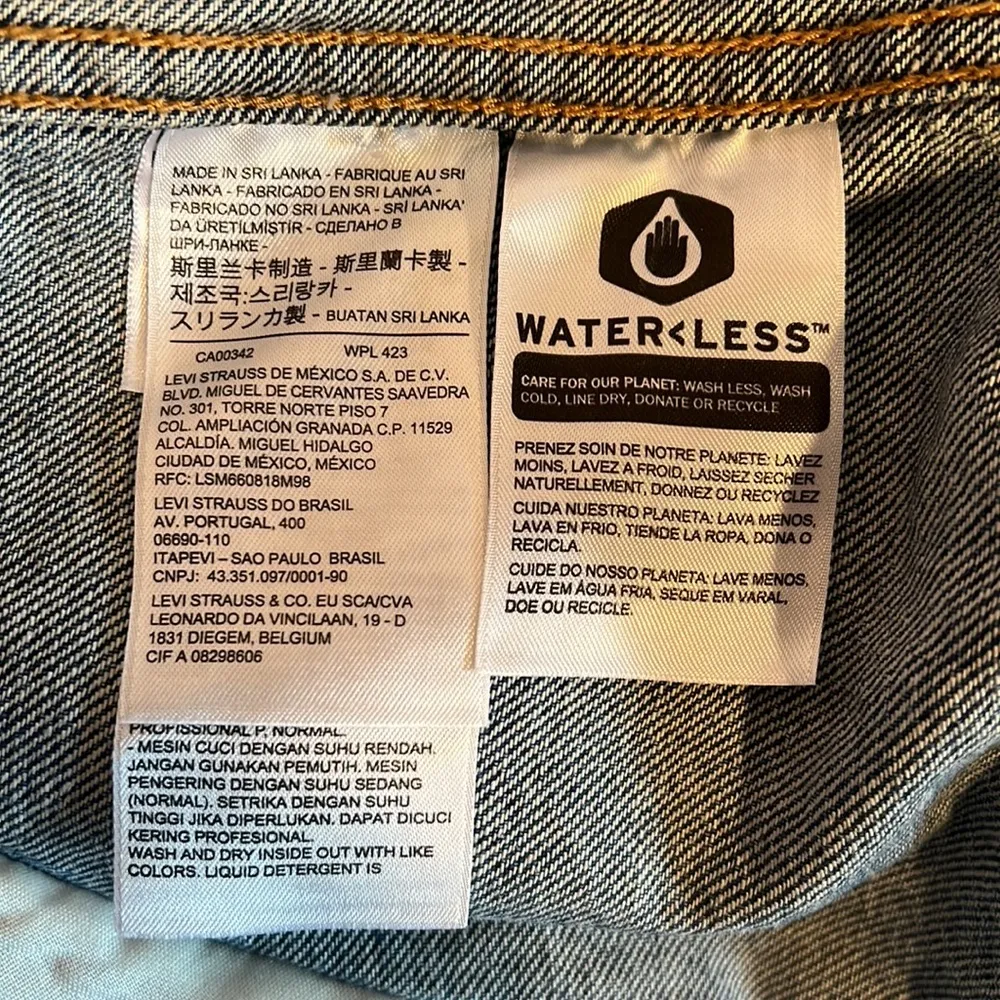 MADE IN SRI LANKA - FABRIQUE AU SRI
LANKA - FABRICADO EN SRI LANKA -
FABRICADO NO SRI LANKA - SRİ LANKA'
DA ÜRETİLMİŞTİR - СДЕЛАНО В
ШРИ-ЛАНКЕ -
斯里兰卡制造 - 斯里蘭卡製 -
제조국:스리랑카 -
スリランカ製 - BUATAN SRI LANKA
CA00342 WPL 423
LEVI STRAUSS DE MÉXICO S.A. DE C.V.
BLVD. MIGUEL DE CERVANTES SAAVEDRA
NO. 301, TORRE NORTE PISO 7
COL. AMPLIACIÓN GRANADA C.P. 11529
ALCALDÍA. MIGUEL HIDALGO
CIUDAD DE MÉXICO, MÉXICO
RFC: LSM660818M98
LEVI STRAUSS DO BRASIL
AV. PORTUGAL, 400
06690-110
ITAPEVI – SAO PAULO BRASIL
CNPJ: 43.351.097/0001-90
LEVI STRAUSS & CO. EU SCA/CVA
LEONARDO DA VINCILAAN, 19 - D
1831 DIEGEM, BELGIUM
CIF A 08298606
PROFISSIONAL P, NORMAL.
- MESIN CUCI DENGAN SUHU RENDAH.
JANGAN GUNAKAN PEMUTIH. MESIN
PENGERING DENGAN SUHU SEDANG
(NORMAL). SETRIKA DENGAN SUHU
TINGGI JIKA DIPERLUKAN. DAPAT DICUCI
KERING PROFESIONAL.
WASH AND DRY INSIDE OUT WITH LIKE
COLORS. LIQUID DETERGENT IS
WATER<LESS™
CARE FOR OUR PLANET: WASH LESS, WASH
COLD, LINE DRY, DONATE OR RECYCLE
PRENEZ SOIN DE NOTRE PLANETE: LAVEZ
MOINS, LAVEZ A FROID, LAISSEZ SECHER
NATURELLEMENT, DONNEZ OU RECYCLEZ
CUIDA NUESTRO PLANETA: LAVA MENOS,
LAVA EN FRIO, TIENDE LA ROPA, DONA O
RECICLA.
CUIDE DO NOSSO PLANETA: LAVE MENOS,
LAVE EM ÁGUA FRIA, SEQUE EM VARAL,
DOE OU RECICLE.